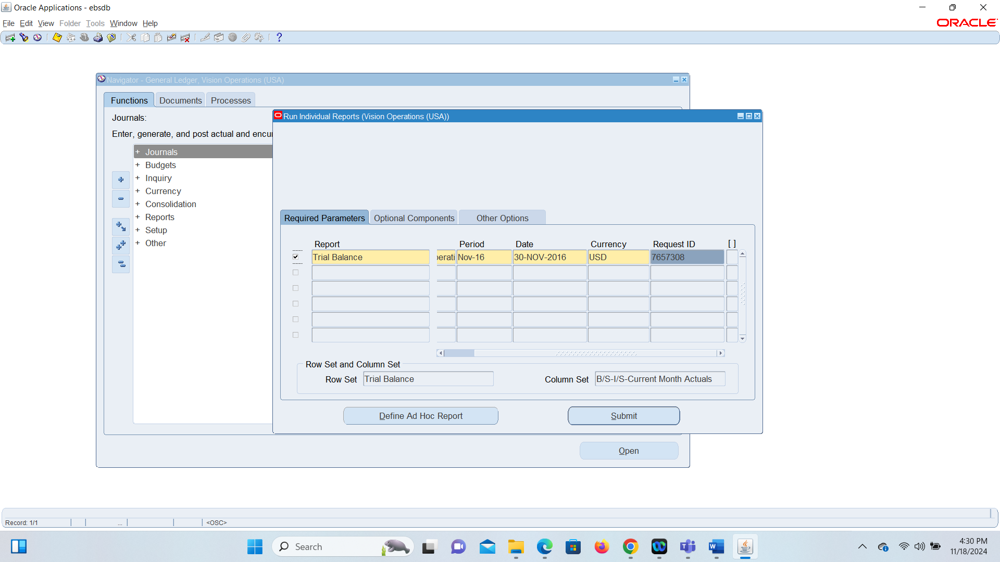 Oracle Applications - ebsdb
File Edit View Folder Tools Window Help
ORACLE
Navigator - General Ledger, Vision Operations (USA)
Functions Documents Processes
Journals:
Enter, generate, and post actual and encu
+ Journals
+ Budgets
+ Inquiry
+ Currency
+ Consolidation
+ Reports
+ Setup
+ Other
Run Individual Reports (Vision Operations (USA))
Required Parameters Optional Components Other Options
Report Period Date Currency Request ID [ ]
Trial Balance perati Nov-16 30-NOV-2016 USD 7657308
Row Set and Column Set
Row Set Trial Balance Column Set B/S-I/S-Current Month Actuals
Define Ad Hoc Report Submit
Open
Record: 1/1 ... <OSC>
Search
4:30 PM
11/18/2024